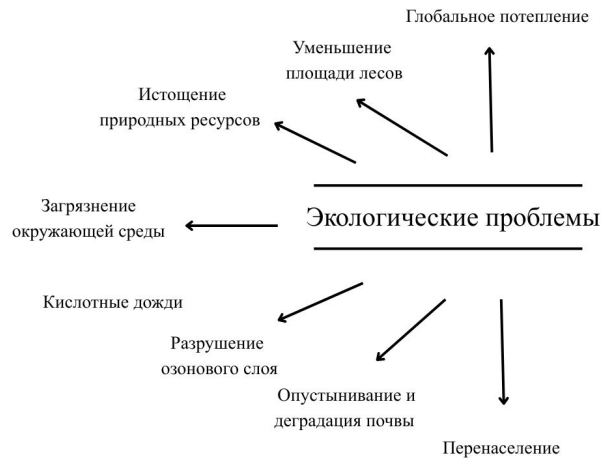 Глобальное потепление
Уменьшение
площади лесов
Истощение
природных ресурсов
Загрязнение
окружающей среды
Экологические проблемы
Кислотные дожди
Разрушение
озонового слоя
Опустынивание и
деградация почвы
Перенаселение